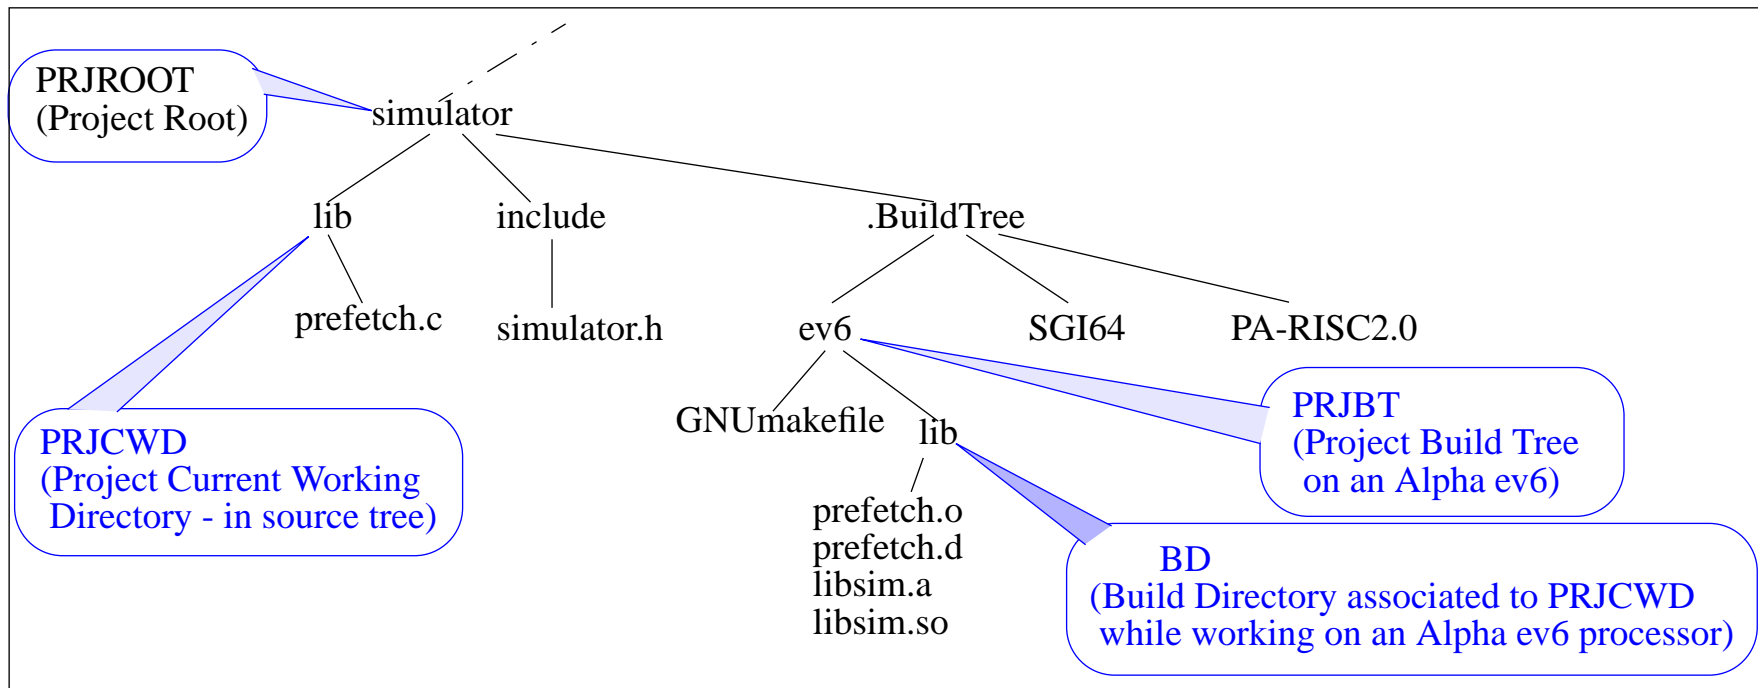 PRJROOT
(Project Root)
simulator
lib
include
.BuildTree
prefetch.c
simulator.h
ev6
SGI64
PA-RISC2.0
GNUmakefile
lib
PRJBT
(Project Build Tree
on an Alpha ev6)
PRJCWD
(Project Current Working
Directory - in source tree)
prefetch.o
prefetch.d
libsim.a
libsim.so
BD
(Build Directory associated to PRJCWD
while working on an Alpha ev6 processor)